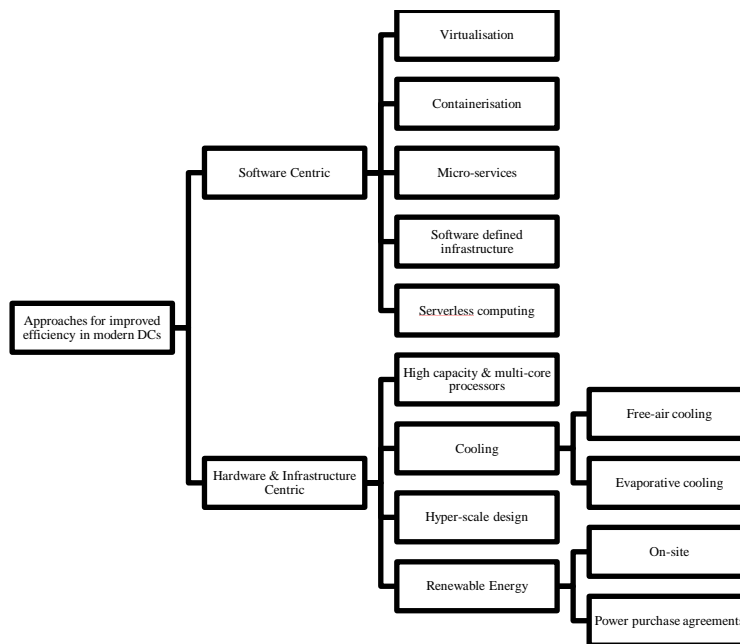 Virtualisation
Containerisation
Software Centric
Micro-services
Software defined
infrastructure
Serverless computing
Approaches for improved
efficiency in modern DCs
High capacity & multi-core
processors
Free-air cooling
Cooling
Hardware & Infrastructure
Centric
Evaporative cooling
Hyper-scale design
On-site
Renewable Energy
Power purchase agreements